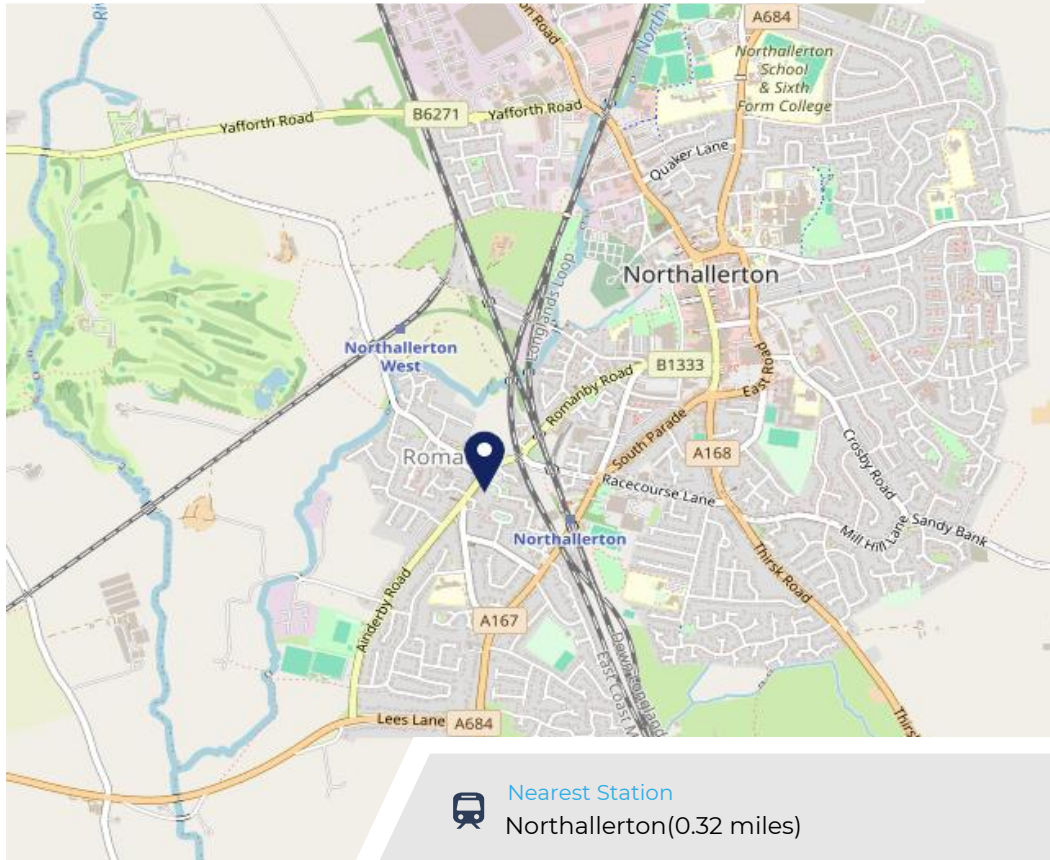 A684
Northallerton
School
& Sixth
Form College
B6271
Yafforth Road
Yafforth Road
Quaker Lane
Northallerton
Longlands Loop
Northallerton
West
B1333
Romanby Road
East Road
South Parade
A168
Crosby Road
Racecourse Lane
Northallerton
Mill Hill Lane
Sandy Bank
Thirsk Road
Ainderby Road
A167
Lees Lane
A684
Nearest Station
Northallerton(0.32 miles)